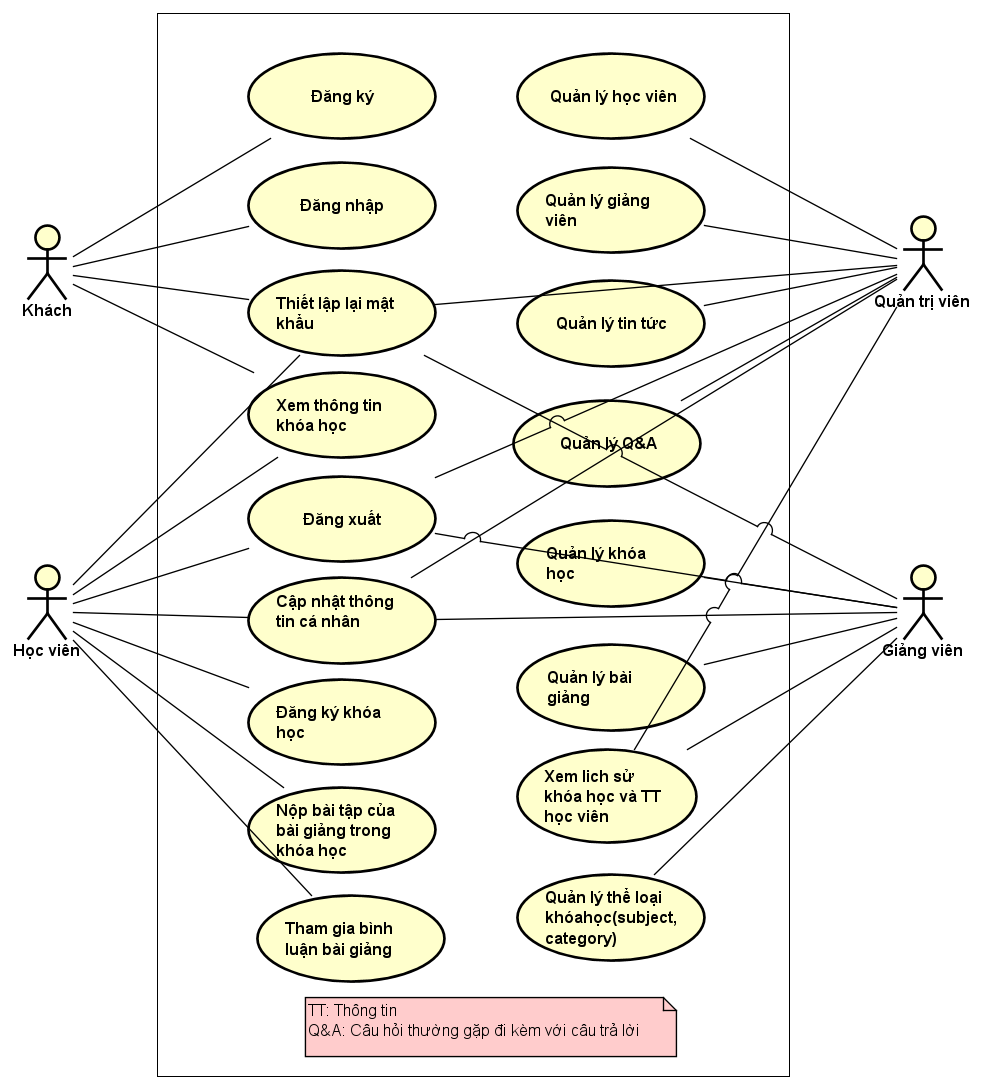 Đăng ký
Quản lý học viên
Đăng nhập
Quản lý giảng
viên
Khách
Quản trị viên
Thiết lập lại mật
khẩu
Quản lý tin tức
Xem thông tin
khóa học
Quản lý Q&A
Đăng xuất
Quản lý khóa
học
Cập nhật thông
tin cá nhân
Học viên
Giảng viên
Quản lý bài
giảng
Đăng ký khóa
học
Xem lich sử
khóa học và TT
học viên
Nộp bài tập của
bài giảng trong
khóa học
Quản lý thể loại
khóahọc(subject,
category)
Tham gia bình
luận bài giảng
TT: Thông tin
Q&A: Câu hỏi thường gặp đi kèm với câu trả lời